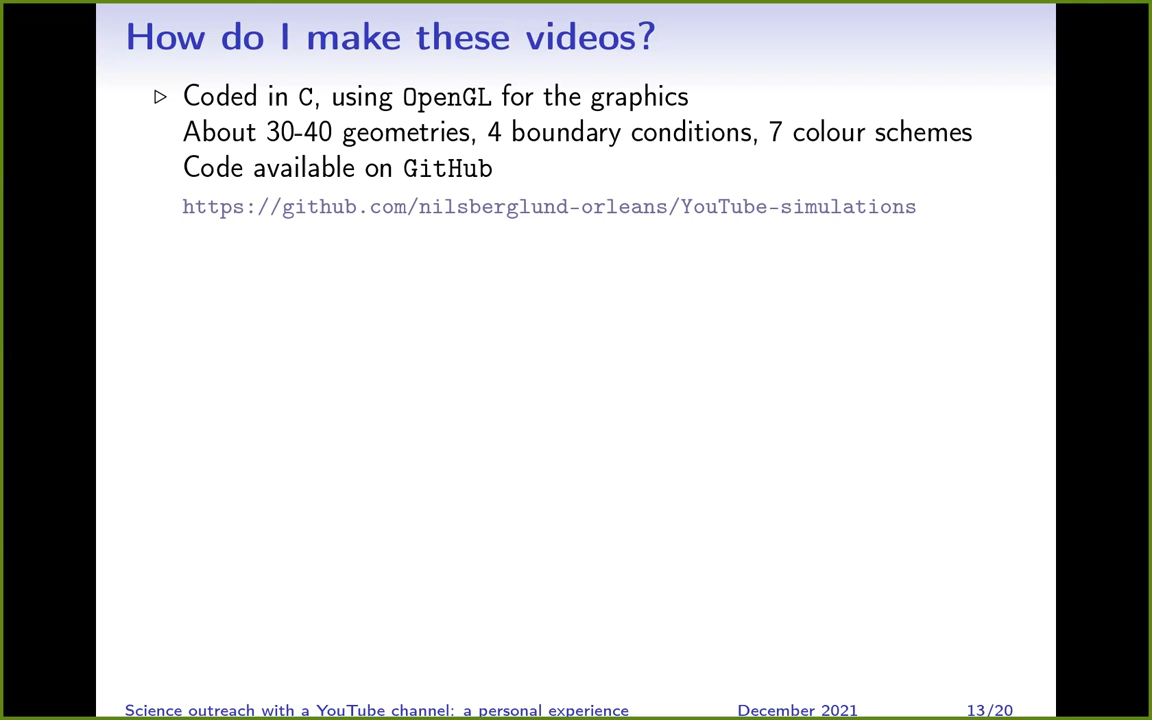 How do I make these videos?
▷ Coded in C, using OpenGL for the graphics
About 30-40 geometries, 4 boundary conditions, 7 colour schemes
Code available on GitHub
https://github.com/nilsberglund-orleans/YouTube-simulations
Science outreach with a YouTube channel: a personal experience December 2021 13/20